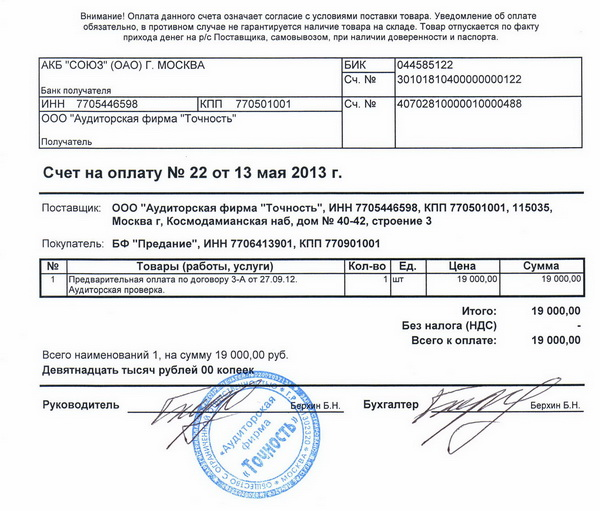 Внимание! Оплата данного счета означает согласие с условиями поставки товара. Уведомление об оплате
обязательно, в противном случае не гарантируется наличие товара на складе. Товар отпускается по факту
прихода денег на р/с Поставщика, самовывозом, при наличии доверенности и паспорта.
АКБ "СОЮЗ" (ОАО) Г. МОСКВА БИК 044585122
Сч. № 30101810400000000122
Банк получателя
ИНН 7705446598 КПП 770501001 Сч. № 40702810000010000488
ООО "Аудиторская фирма "Точность"
Получатель
Счет на оплату № 22 от 13 мая 2013 г.
Поставщик: ООО "Аудиторская фирма "Точность", ИНН 7705446598, КПП 770501001, 115035,
Москва г, Космодамианская наб, дом № 40-42, строение 3
Покупатель: БФ "Предание", ИНН 7706413901, КПП 770901001
№ Товары (работы, услуги) Кол-во Ед. Цена Сумма
1 Предварительная оплата по договору 3-А от 27.09.12. 1 шт 19 000,00 19 000,00
Аудиторская проверка.
Итого: 19 000,00
Без налога (НДС) -
Всего к оплате: 19 000,00
Всего наименований 1, на сумму 19 000,00 руб.
Девятнадцать тысяч рублей 00 копеек
Руководитель Берхин Б.Н. Бухгалтер Берхин Б.Н.
«Аудиторская
фирма
"Точность"
МОСКВА